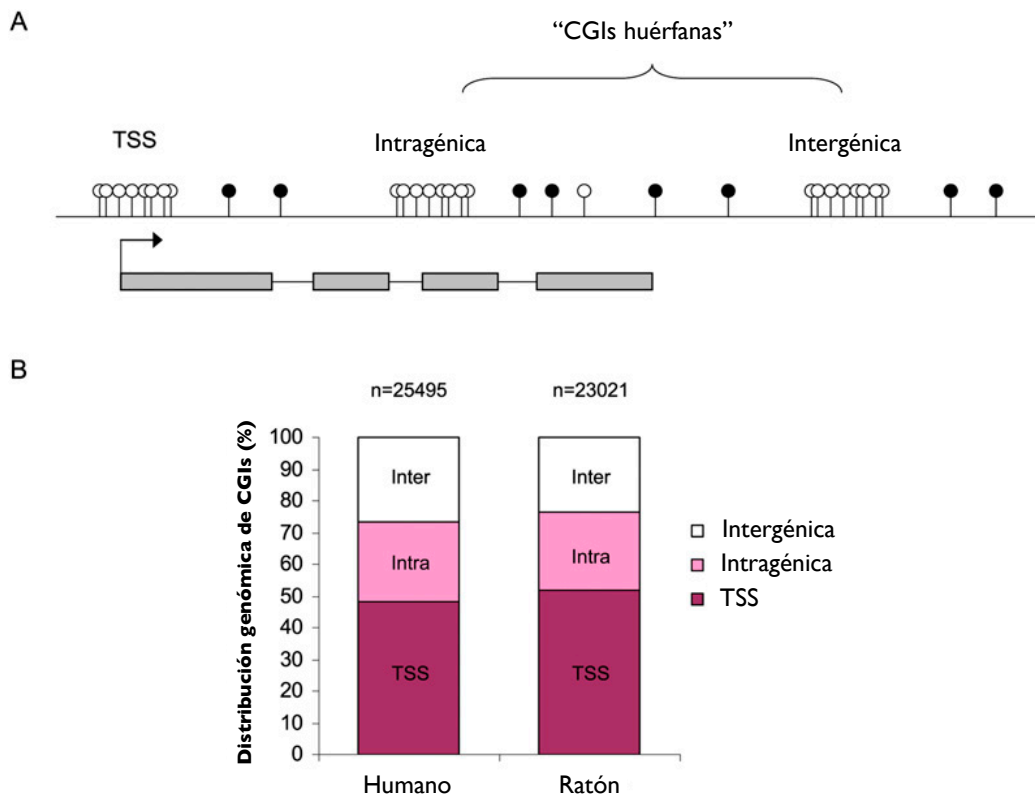 A
“CGIs huérfanas”
TSS
Intragénica
Intergénica
B
n=25495
n=23021
Distribución genómica de CGIs (%)
100
90
80
70
60
50
40
30
20
10
0
Inter
Intra
TSS
Inter
Intra
TSS
Intergénica
Intragénica
TSS
Humano
Ratón